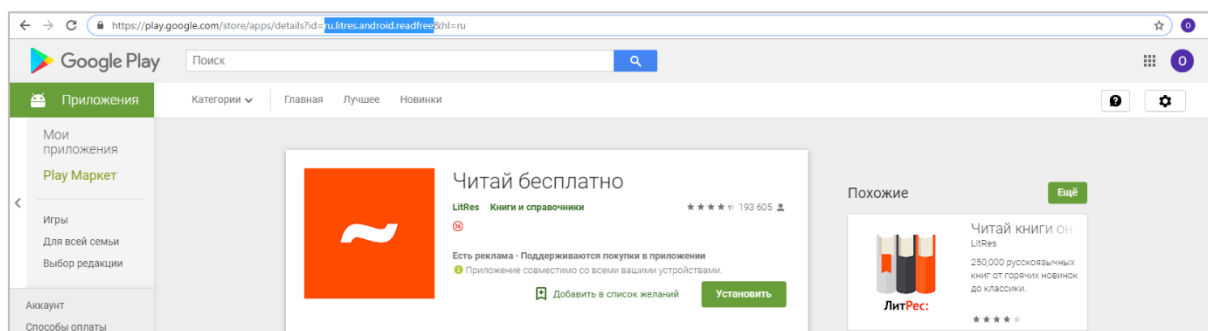 https://play.google.com/store/apps/details?id=ru.litres.android.readfree&hl=ru
Google Play
Поиск
О
Приложения
Категории
Главная
Лучшее
Новинки
Мои
приложения
Play Маркет
Игры
Для всей семьи
Выбор редакции
Аккаунт
Способы оплаты
Читай бесплатно
LitRes Книги и справочники
193 605
Есть реклама · Поддерживаются покупки в приложении
Приложение совместимо со всеми вашими устройствами.
Добавить в список желаний
Установить
Похожие
Ещё
Читай книги он
LitRes
250,000 русскоязычных
книг от горячих новинок
до классики.
ЛитРес: